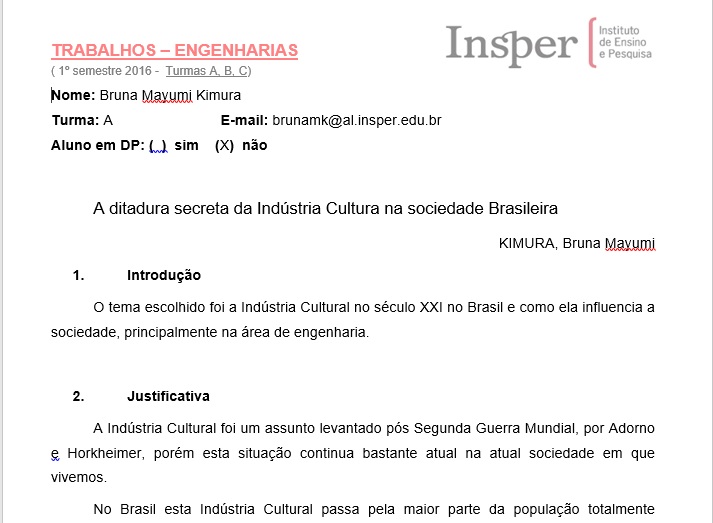 TRABALHOS – ENGENHARIAS
Insper
Instituto
de Ensino
e Pesquisa
( 1º semestre 2016 - Turmas A, B, C)
Nome: Bruna Mayumi Kimura
Turma: A E-mail: brunamk@al.insper.edu.br
Aluno em DP: ( ) sim (X) não
A ditadura secreta da Indústria Cultura na sociedade Brasileira
KIMURA, Bruna Mayumi
1. Introdução
O tema escolhido foi a Indústria Cultural no século XXI no Brasil e como ela influencia a
sociedade, principalmente na área de engenharia.
2. Justificativa
A Indústria Cultural foi um assunto levantado pós Segunda Guerra Mundial, por Adorno
e Horkheimer, porém esta situação continua bastante atual na atual sociedade em que
vivemos.
No Brasil esta Indústria Cultural passa pela maior parte da população totalmente